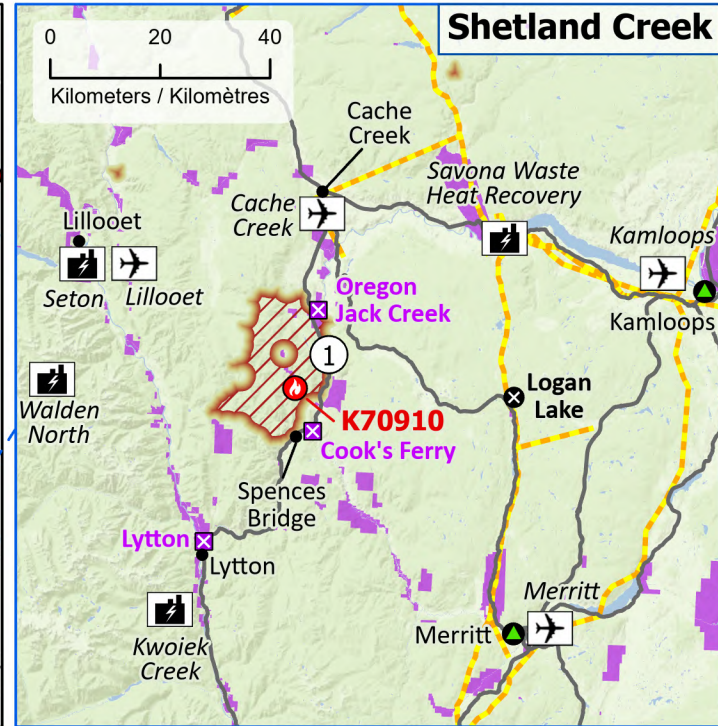 Shetland Creek
0 20 40
Kilometers / Kilomètres
Cache
Creek
Savona Waste
Heat Recovery
Cache
Creek
Lillooet
Kamloops
Seton
Lillooet
Oregon
Jack Creek
Kamloops
1
Walden
North
Logan
Lake
K70910
Cook's Ferry
Spences
Bridge
Lytton
Lytton
Merritt
Kwoiek
Creek
Merritt